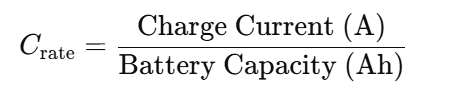 C_rate = Charge Current (A) / Battery Capacity (Ah)